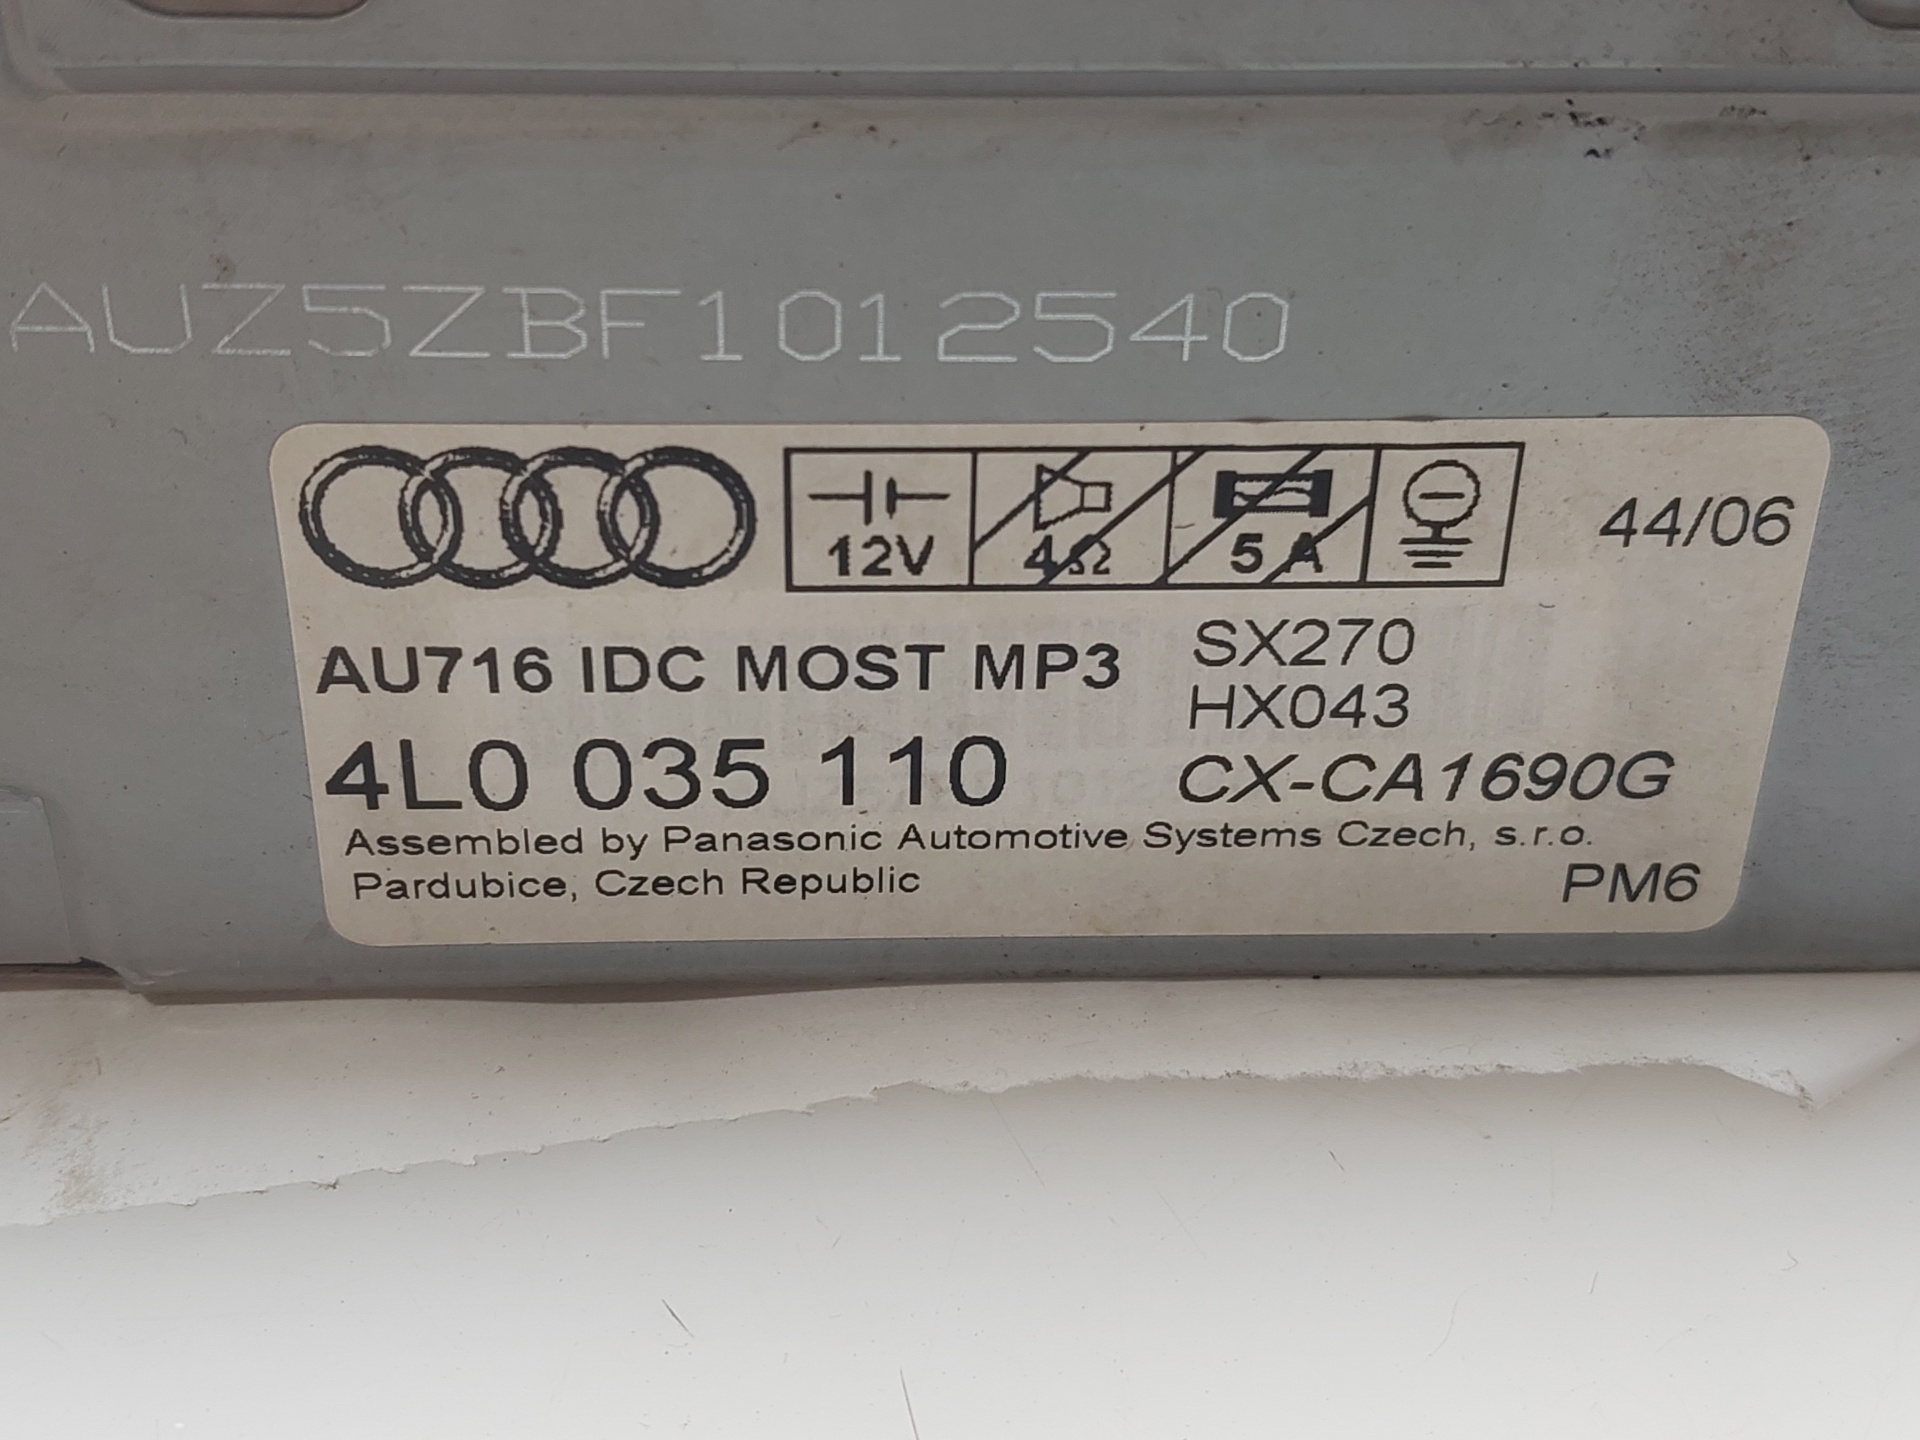 AUZ5ZBF1012540
12V 4Ω 5 A
44/06
AU716 IDC MOST MP3
SX270
HX043
4L0 035 110
CX-CA1690G
Assembled by Panasonic Automotive Systems Czech, s.r.o.
Pardubice, Czech Republic
PM6